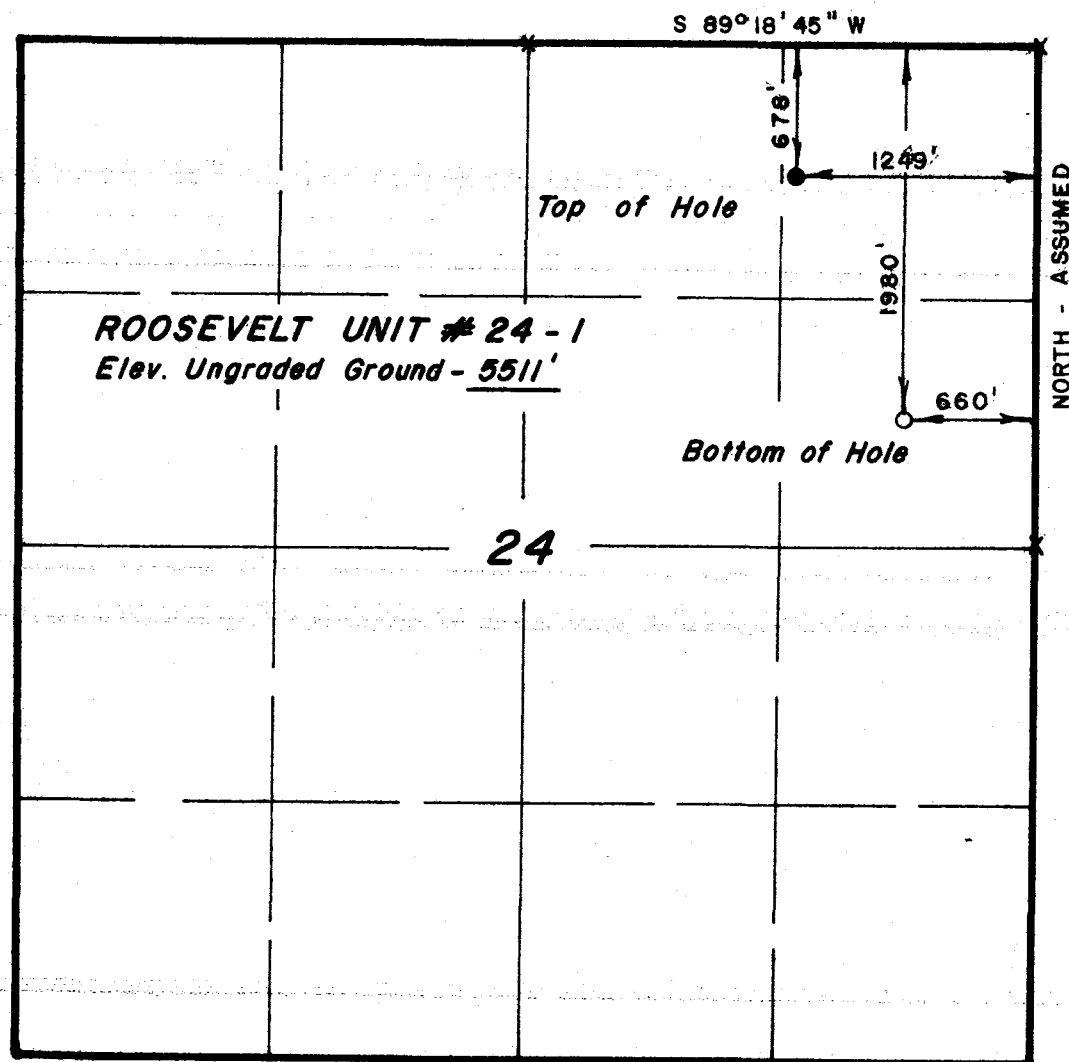 S 89° 18' 45" W
678'
1249'
Top of Hole
NORTH - ASSUMED
1980'
ROOSEVELT UNIT # 24 - 1
Elev. Ungraded Ground - 5511'
660'
Bottom of Hole
24